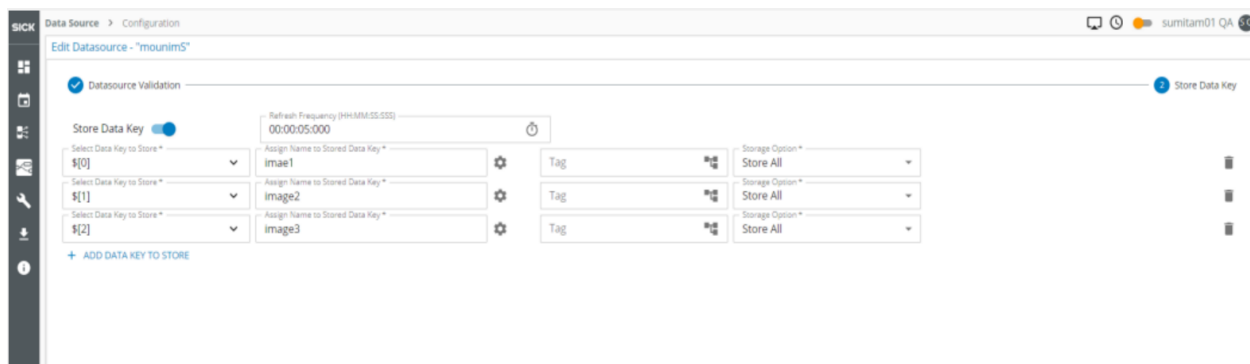 SICK
Data Source > Configuration
sumitam01 QA
Edit Datasource - "mounimS"
Datasource Validation
2 Store Data Key
Store Data Key
Refresh Frequency (HH:MM:SS:SSS)
00:00:05:000
Select Data Key to Store * Assign Name to Stored Data Key * Storage Option *
$[0] imae1 Tag Store All
Select Data Key to Store * Assign Name to Stored Data Key * Storage Option *
$[1] image2 Tag Store All
Select Data Key to Store * Assign Name to Stored Data Key * Storage Option *
$[2] image3 Tag Store All
+ ADD DATA KEY TO STORE